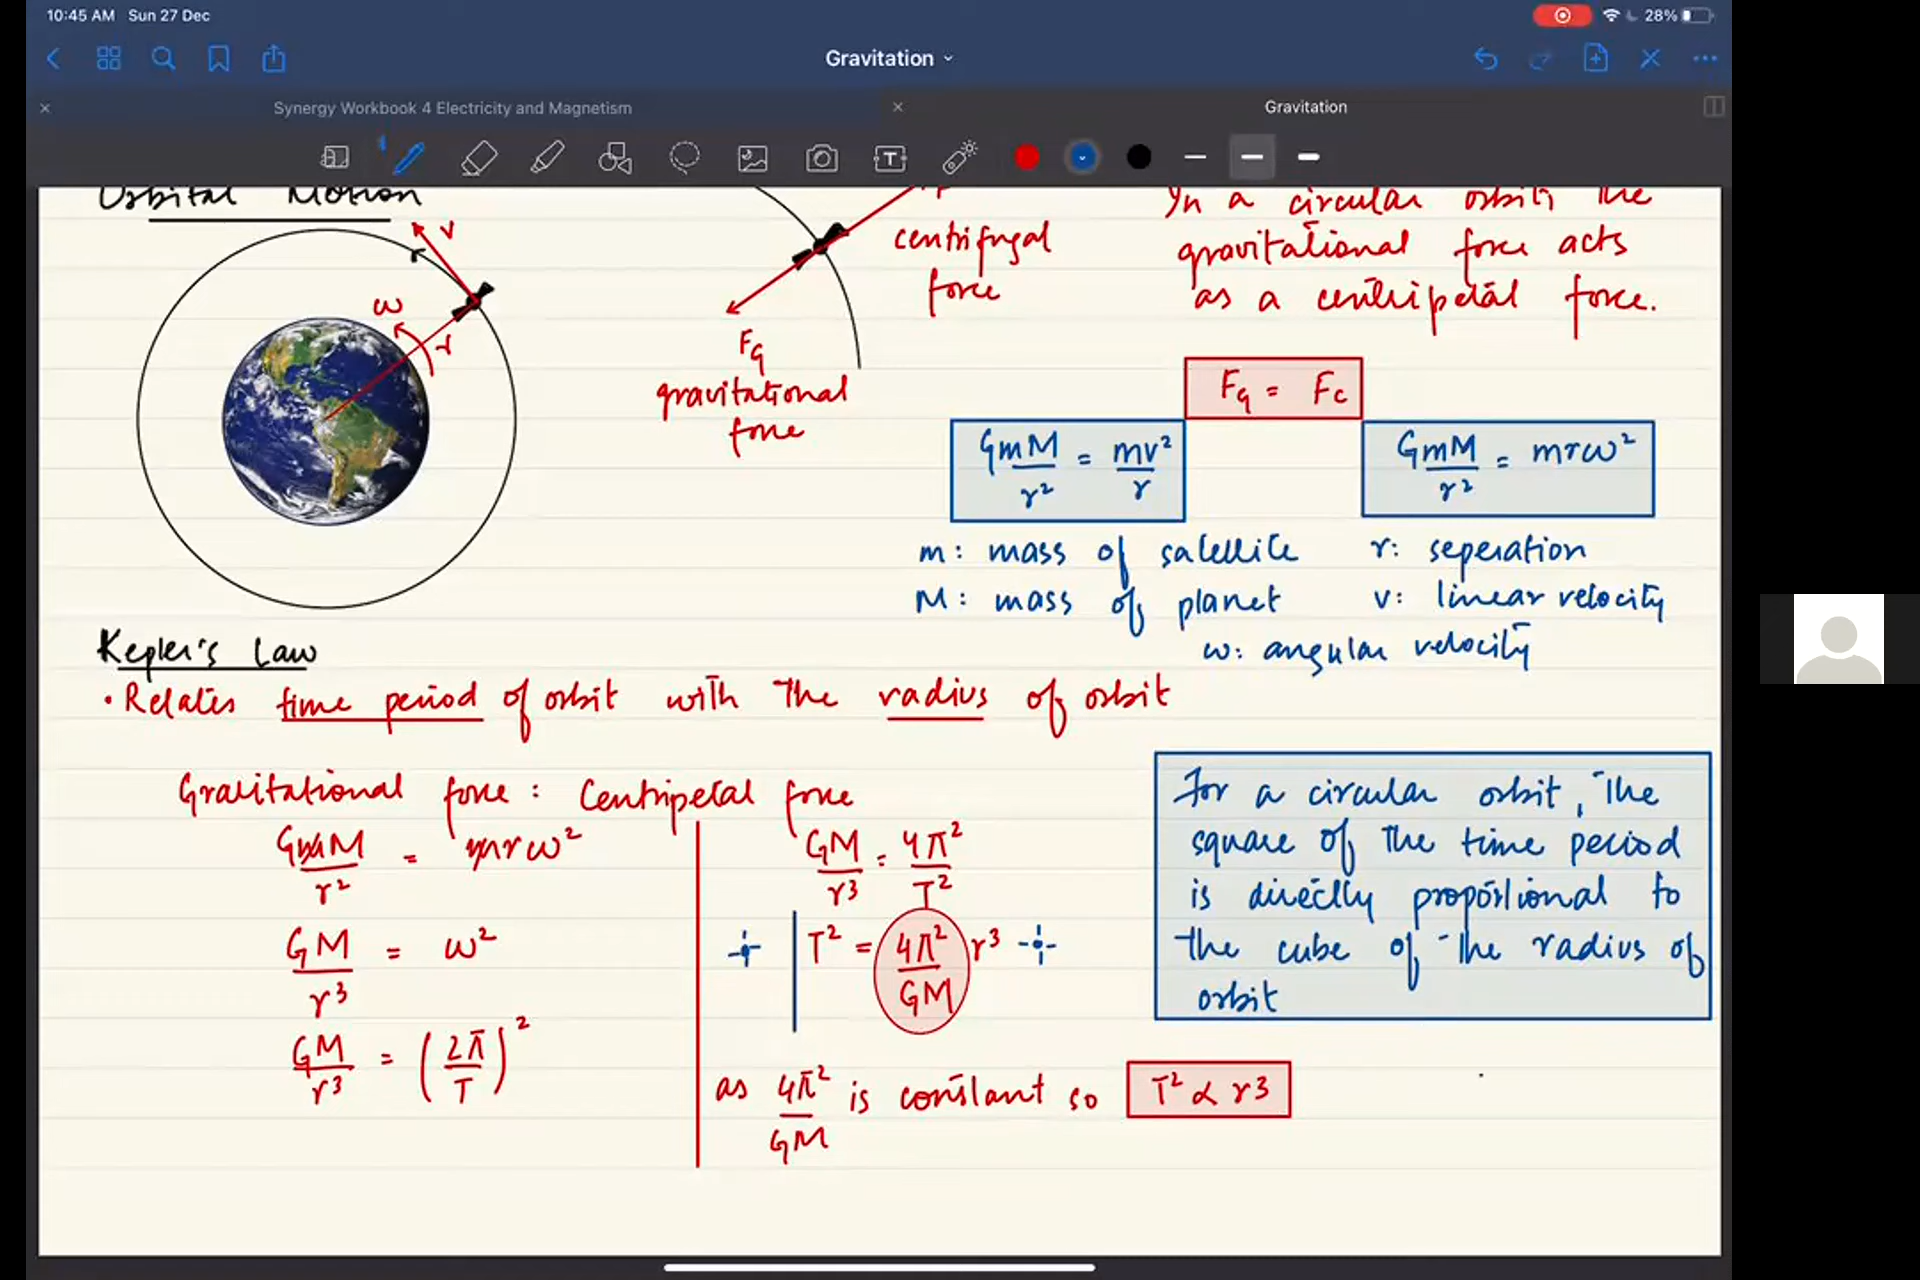 10:45 AM Sun 27 Dec
28%
Gravitation
Synergy Workbook 4 Electricity and Magnetism
Gravitation
T
Orbital Motion
v
ω
r
F_G
gravitational
force
centrifugal
force
In a circular orbit, the
gravitational force acts
as a centripetal force.
F_G = F_C
GmM/r² = mv²/r
GmM/r² = mrω²
m: mass of satellite
r: seperation
M: mass of planet
v: linear velocity
ω: angular velocity
Kepler's Law
• Relates time period of orbit with the radius of orbit
Gravitational force = Centripetal force
GmM/r² = mrω²
GM/r³ = ω²
GM/r³ = (2π/T)²
GM/r³ = 4π²/T²
T² = 4π²/GM r³
as 4π²/GM is constant so T² ∝ r³
For a circular orbit, the
square of the time period
is directly proportional to
the cube of the radius of
orbit